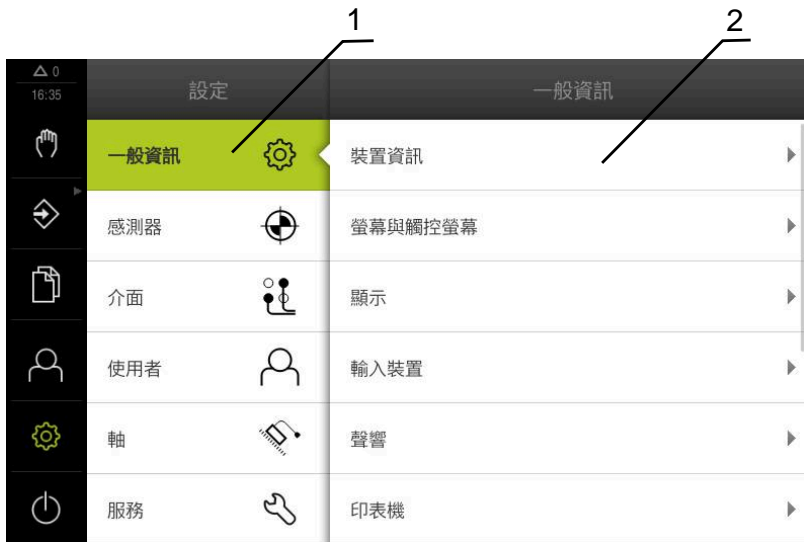 1
2
0
16:35
設定
一般資訊
一般資訊
感測器
介面
使用者
軸
服務
裝置資訊
螢幕與觸控螢幕
顯示
輸入裝置
聲響
印表機